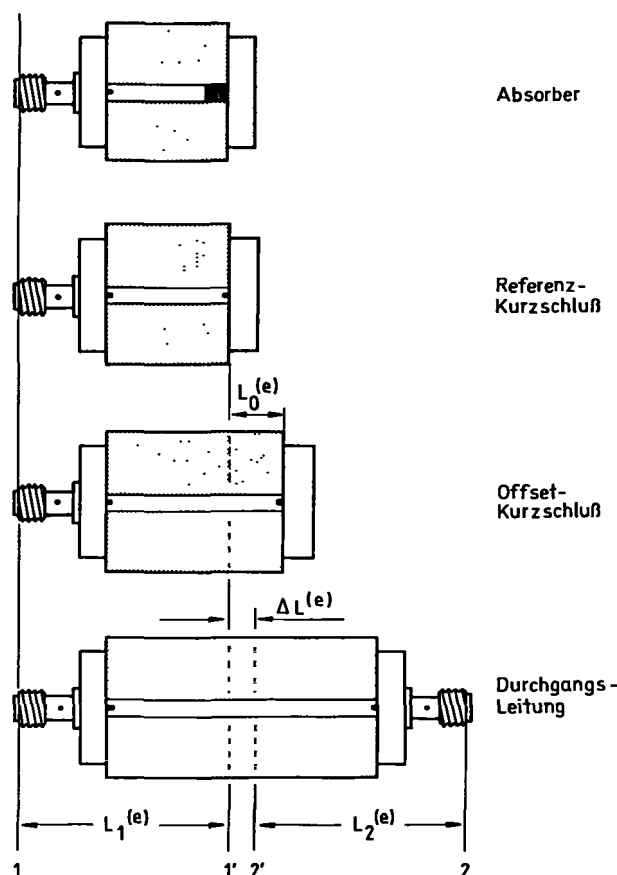 Absorber
Referenz-
Kurzschluß
L₀⁽ᵉ⁾
Offset-
Kurzschluß
ΔL⁽ᵉ⁾
Durchgangs-
Leitung
L₁⁽ᵉ⁾ L₂⁽ᵉ⁾
1 1' 2' 2